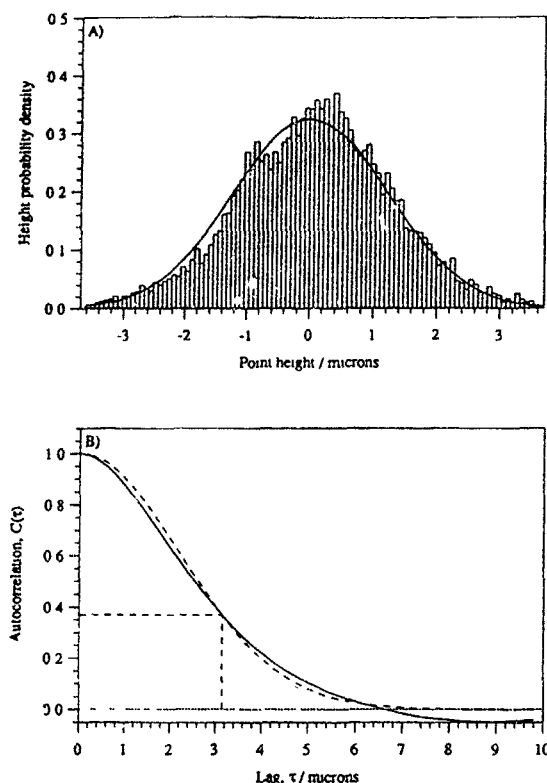 A)
0 5
0 4
0 3
0 2
0 1
0 0
Height probability density
-3 -2 -1 0 1 2 3
Point height / microns
B)
1 0
0 8
0 6
0 4
0 2
0 0
Autocorrelation, C(τ)
0 1 2 3 4 5 6 7 8 9 10
Lag, τ / microns